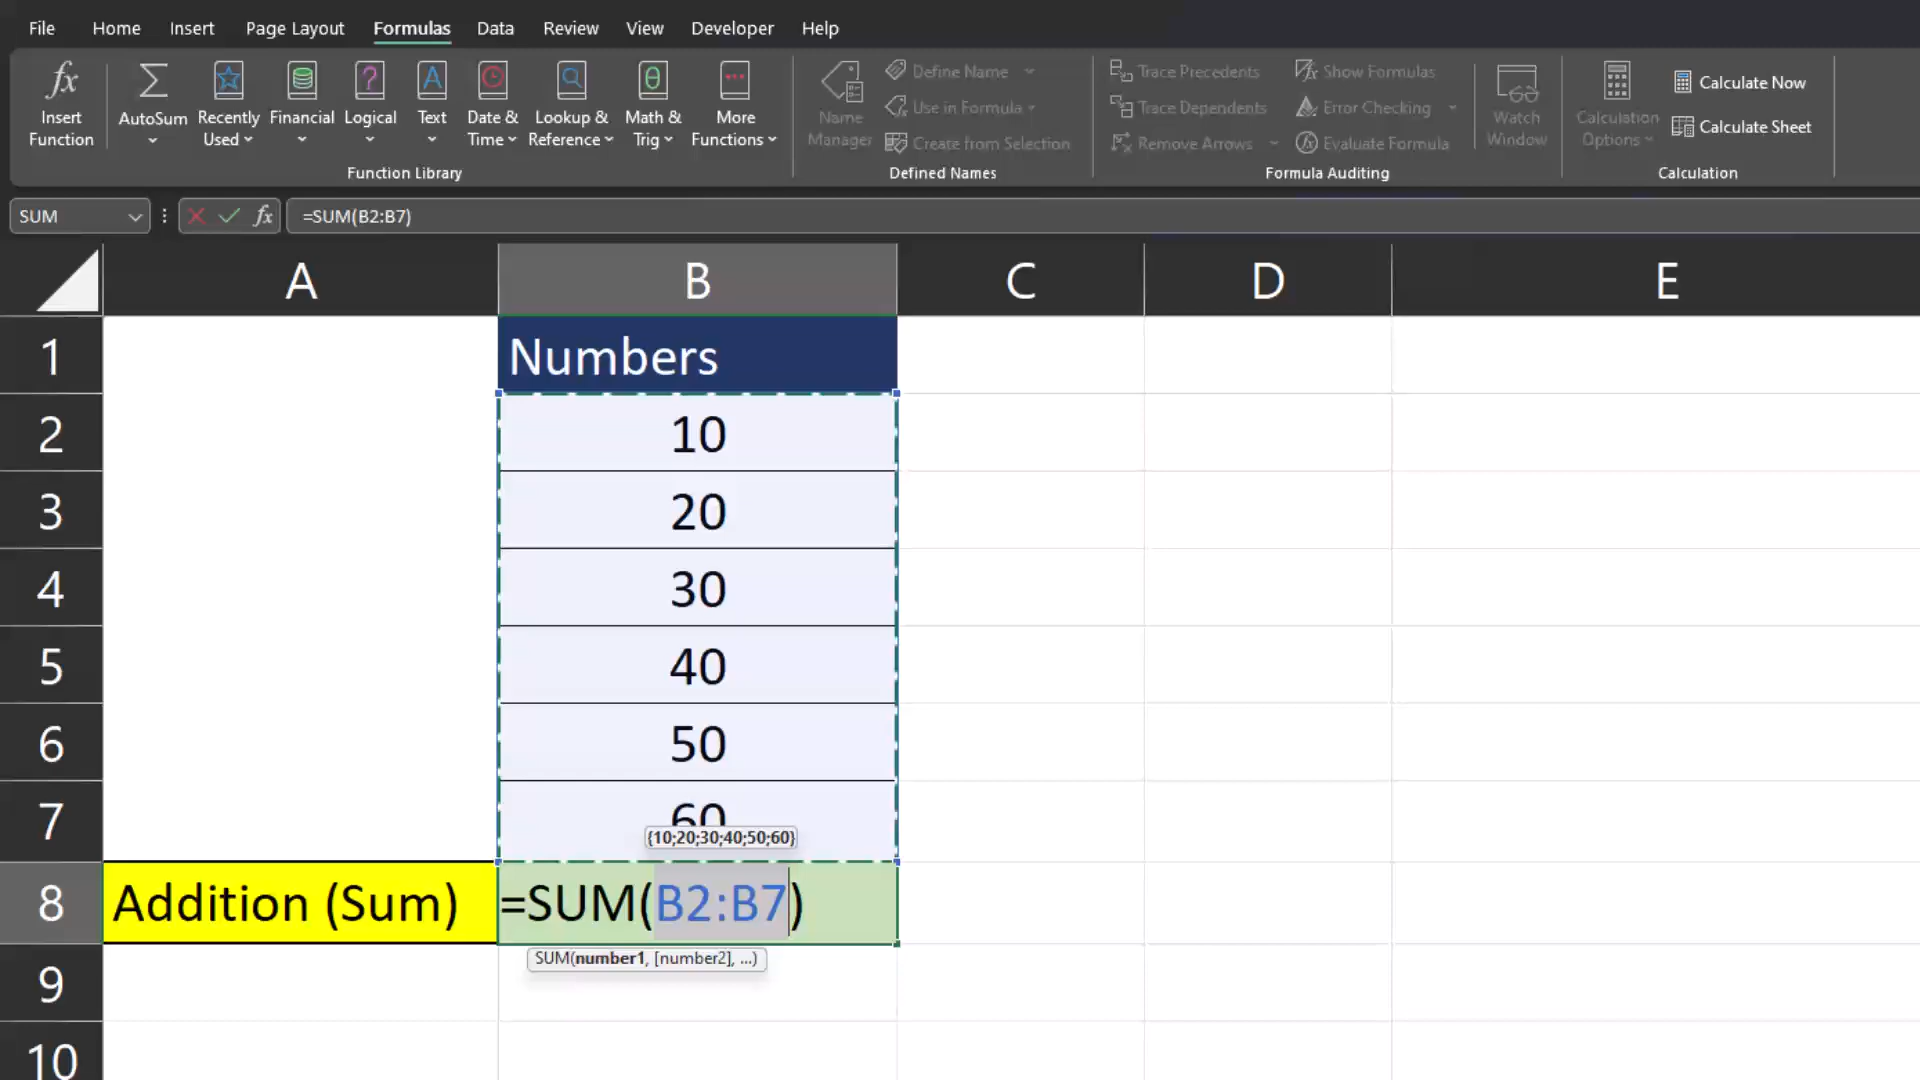 File Home Insert Page Layout Formulas Data Review View Developer Help
fx Insert Function
AutoSum
Recently Used
Financial
Logical
Text
Date & Time
Lookup & Reference
Math & Trig
More Functions
Function Library
Name Manager
Define Name
Use in Formula
Create from Selection
Defined Names
Trace Precedents
Trace Dependents
Remove Arrows
Show Formulas
Error Checking
Evaluate Formula
Formula Auditing
Watch Window
Calculation Options
Calculate Now
Calculate Sheet
Calculation
SUM fx =SUM(B2:B7)
A B C D E
1 Numbers
2 10
3 20
4 30
5 40
6 50
7 60
{10;20;30;40;50;60}
8 Addition (Sum) =SUM(B2:B7)
SUM(number1, [number2], ...)
9
10